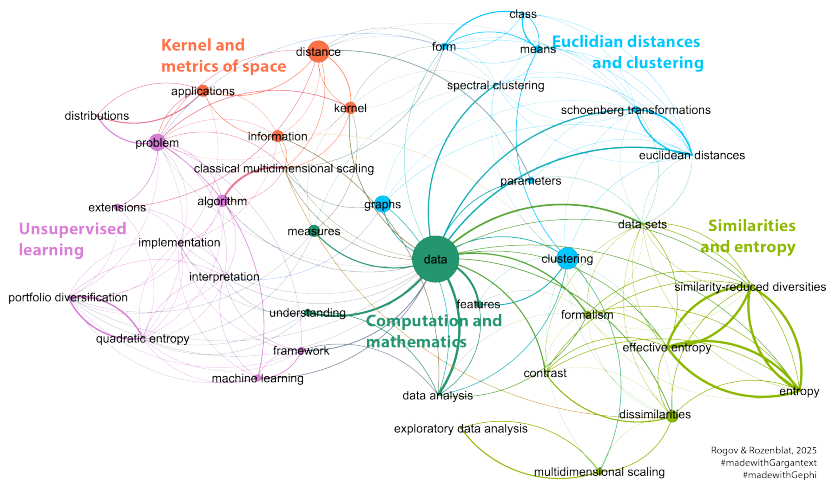 class
form
means
Euclidian distances
and clustering
Kernel and
metrics of space
distance
spectral clustering
applications
kernel
schoenberg transformations
distributions
problem
information
euclidean distances
classical multidimensional scaling
parameters
extensions
algorithm
graphs
Unsupervised
learning
measures
data sets
Similarities
and entropy
implementation
data
clustering
interpretation
similarity-reduced diversities
portfolio diversification
understanding
features
formalism
Computation and
mathematics
quadratic entropy
framework
effective entropy
machine learning
contrast
data analysis
entropy
dissimilarities
exploratory data analysis
multidimensional scaling
Rogov & Rozenblat, 2025
#madewithGargantext
#madewithGephi